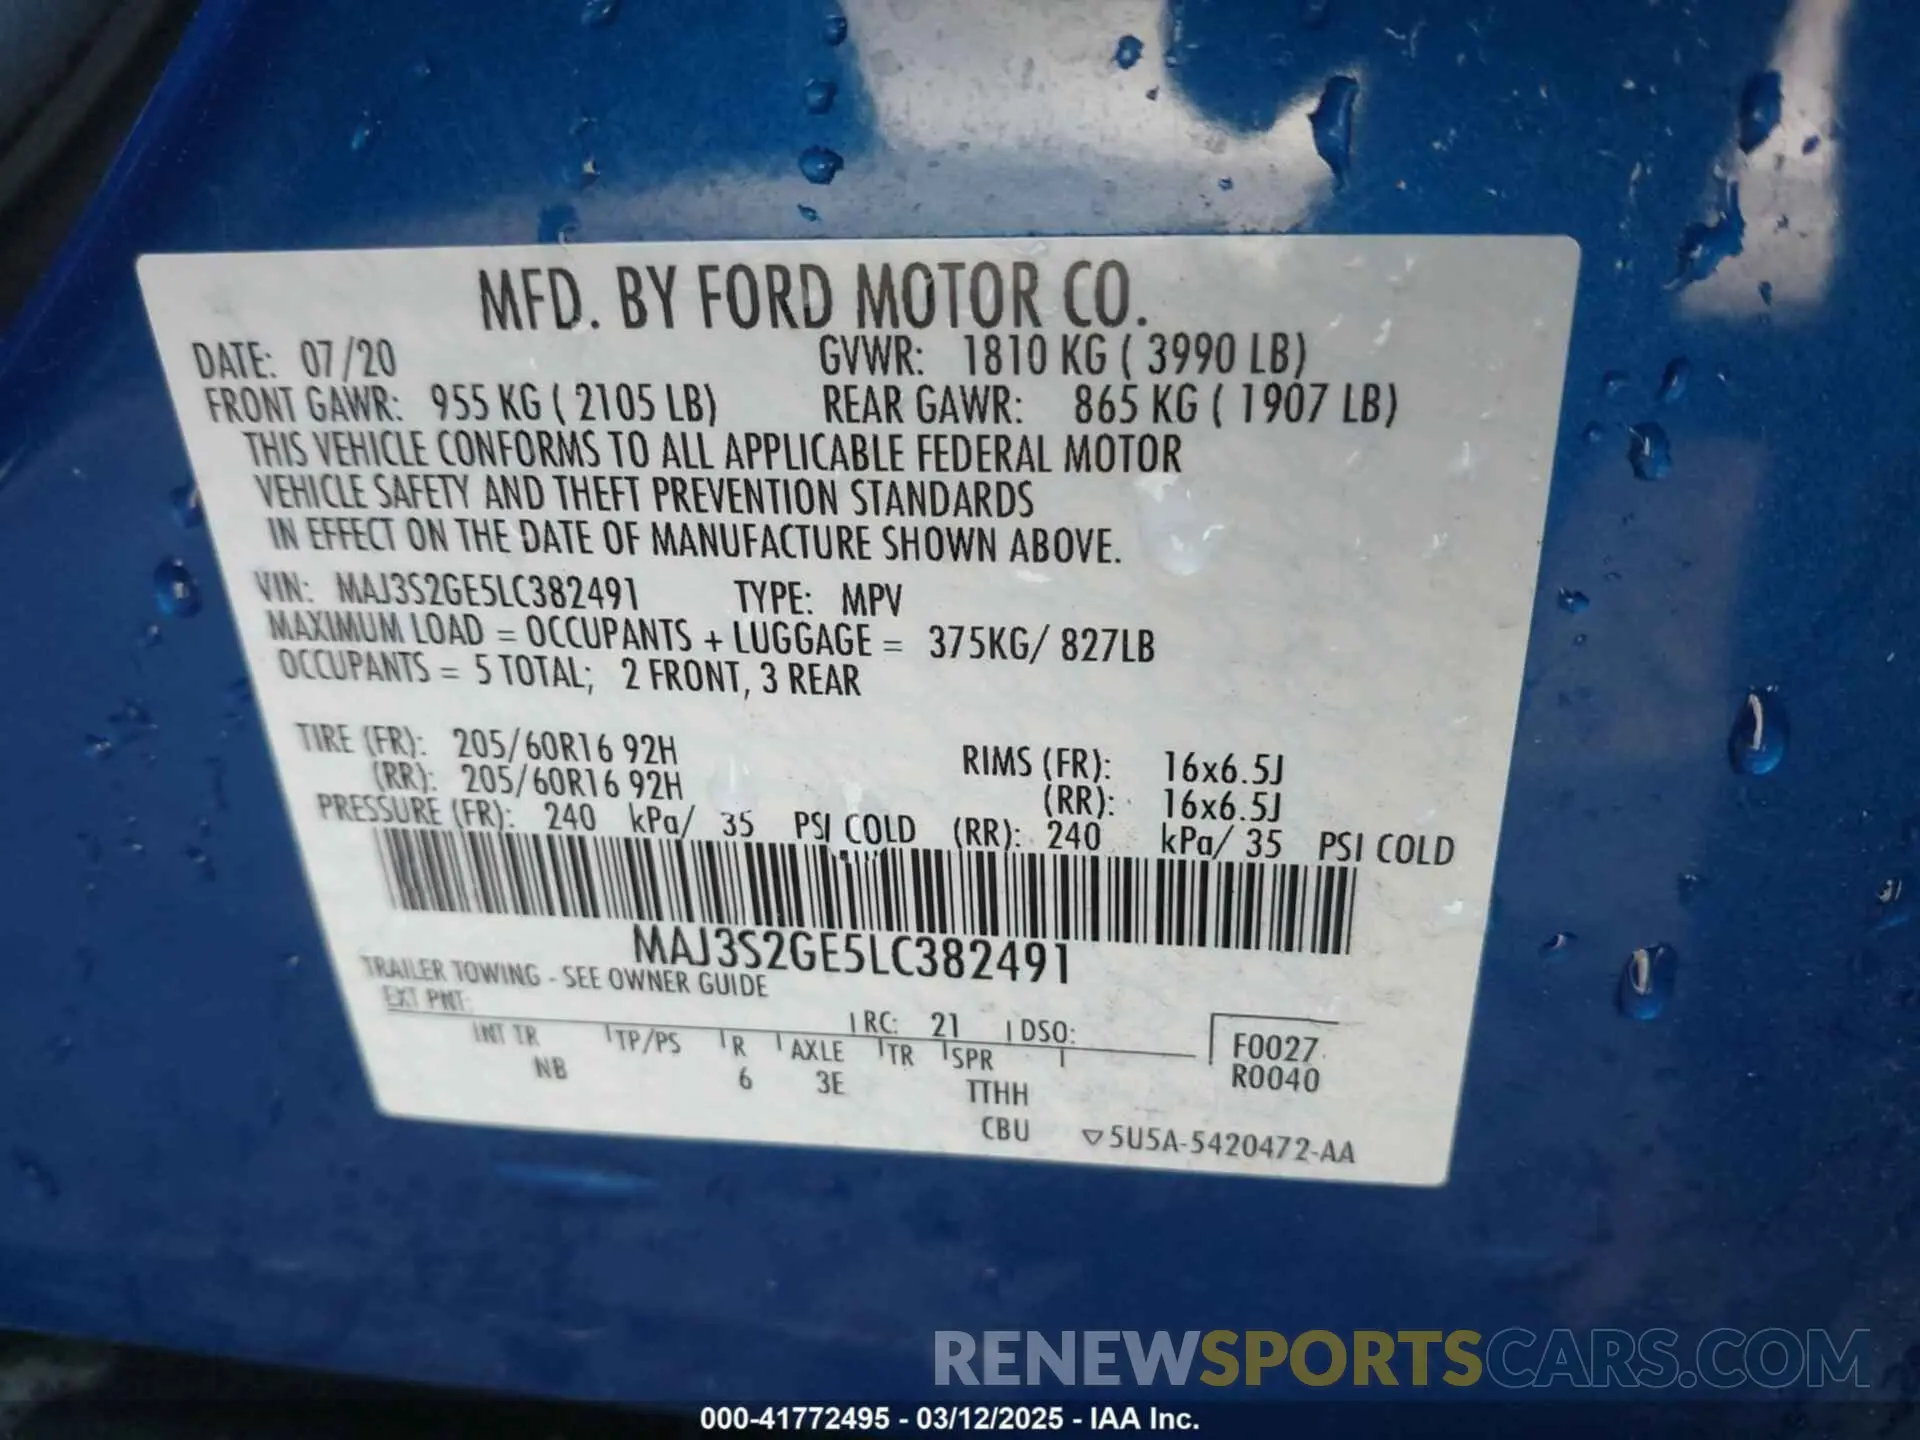 MFD. BY FORD MOTOR CO.
DATE: 07/20 GVWR: 1810 KG ( 3990 LB)
FRONT GAWR: 955 KG ( 2105 LB) REAR GAWR: 865 KG ( 1907 LB)
THIS VEHICLE CONFORMS TO ALL APPLICABLE FEDERAL MOTOR
VEHICLE SAFETY AND THEFT PREVENTION STANDARDS
IN EFFECT ON THE DATE OF MANUFACTURE SHOWN ABOVE.
VIN: MAJ3S2GE5LC382491 TYPE: MPV
MAXIMUM LOAD = OCCUPANTS + LUGGAGE = 375KG/ 827LB
OCCUPANTS = 5 TOTAL; 2 FRONT, 3 REAR
TIRE (FR): 205/60R16 92H RIMS (FR): 16x6.5J
(RR): 205/60R16 92H (RR): 16x6.5J
PRESSURE (FR): 240 kPa/ 35 PSI COLD (RR): 240 kPa/ 35 PSI COLD
MAJ3S2GE5LC382491
TRAILER TOWING - SEE OWNER GUIDE
EXT PNT: RC: 21 DSO:
INT TR TP/PS R AXLE TR SPR F0027
NB 6 3E TTHH R0040
CBU ▽5U5A-5420472-AA
RENEWSPORTSCARS.COM
000-41772495 - 03/12/2025 - IAA Inc.